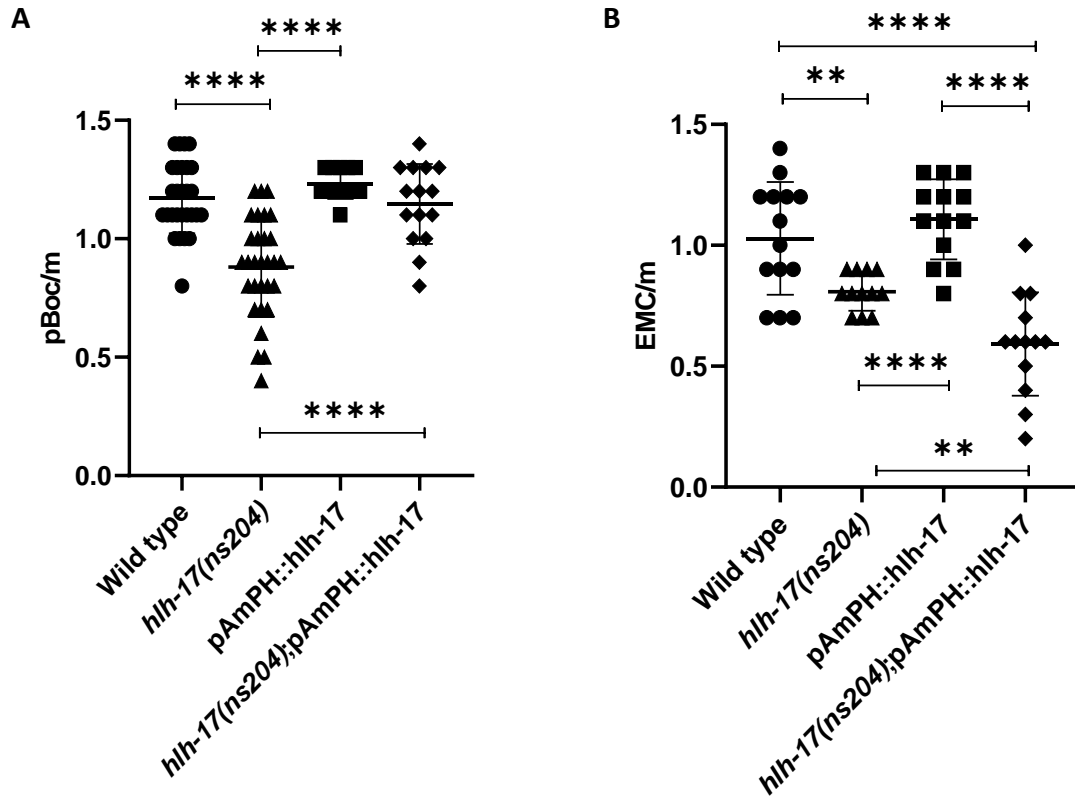 A
****
****
pBoc/m
1.5
1.0
0.5
0.0
****
Wild type
hlh-17(ns204)
pAmPH::hlh-17
hlh-17(ns204);pAmPH::hlh-17
B
****
**
****
EMC/m
1.5
1.0
0.5
0.0
****
**
Wild type
hlh-17(ns204)
pAmPH::hlh-17
hlh-17(ns204);pAmPH::hlh-17